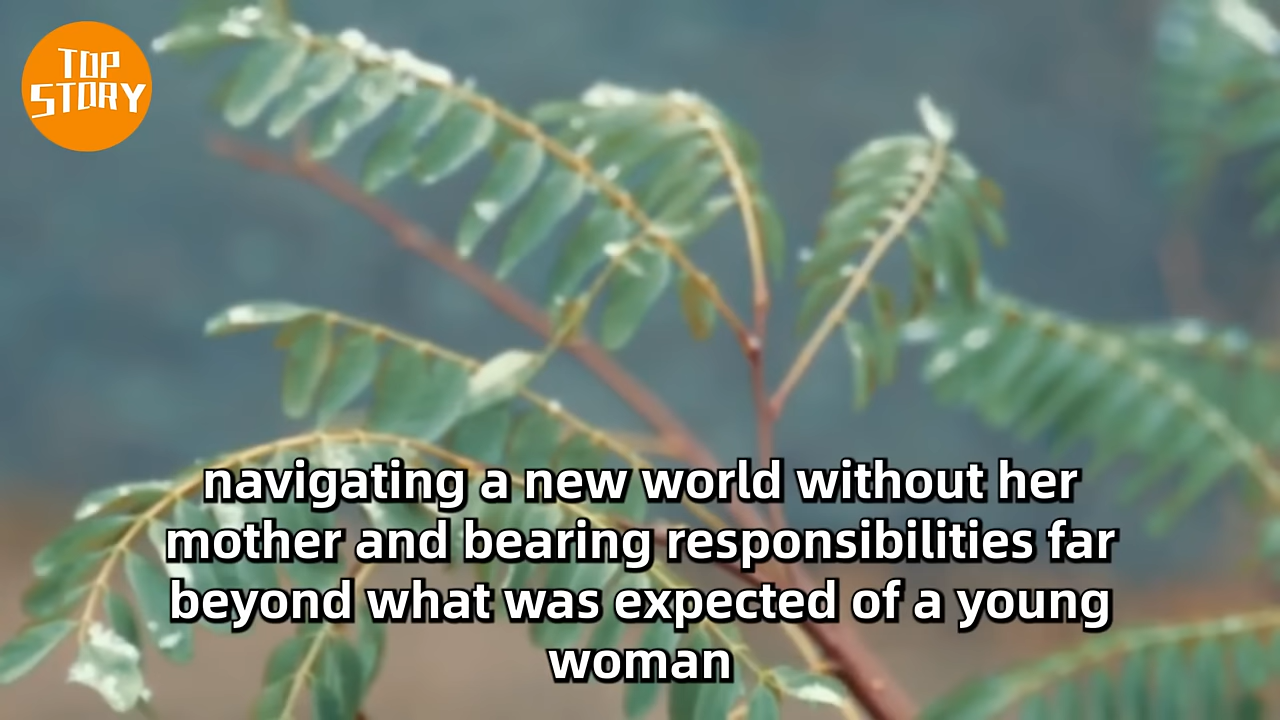 TOP
STORY
navigating a new world without her
mother and bearing responsibilities far
beyond what was expected of a young
woman